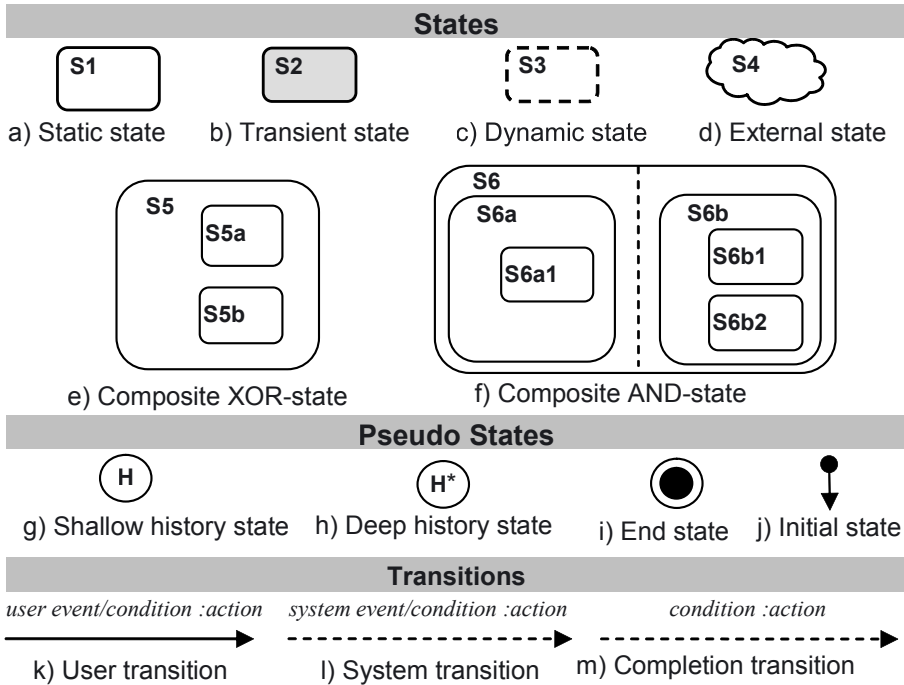 States
S1 S2 S3 S4
a) Static state b) Transient state c) Dynamic state d) External state
S5
S5a
S5b
S6
S6a
S6a1
S6b
S6b1
S6b2
e) Composite XOR-state f) Composite AND-state
Pseudo States
H H*
g) Shallow history state h) Deep history state i) End state j) Initial state
Transitions
user event/condition :action system event/condition :action condition :action
k) User transition l) System transition m) Completion transition